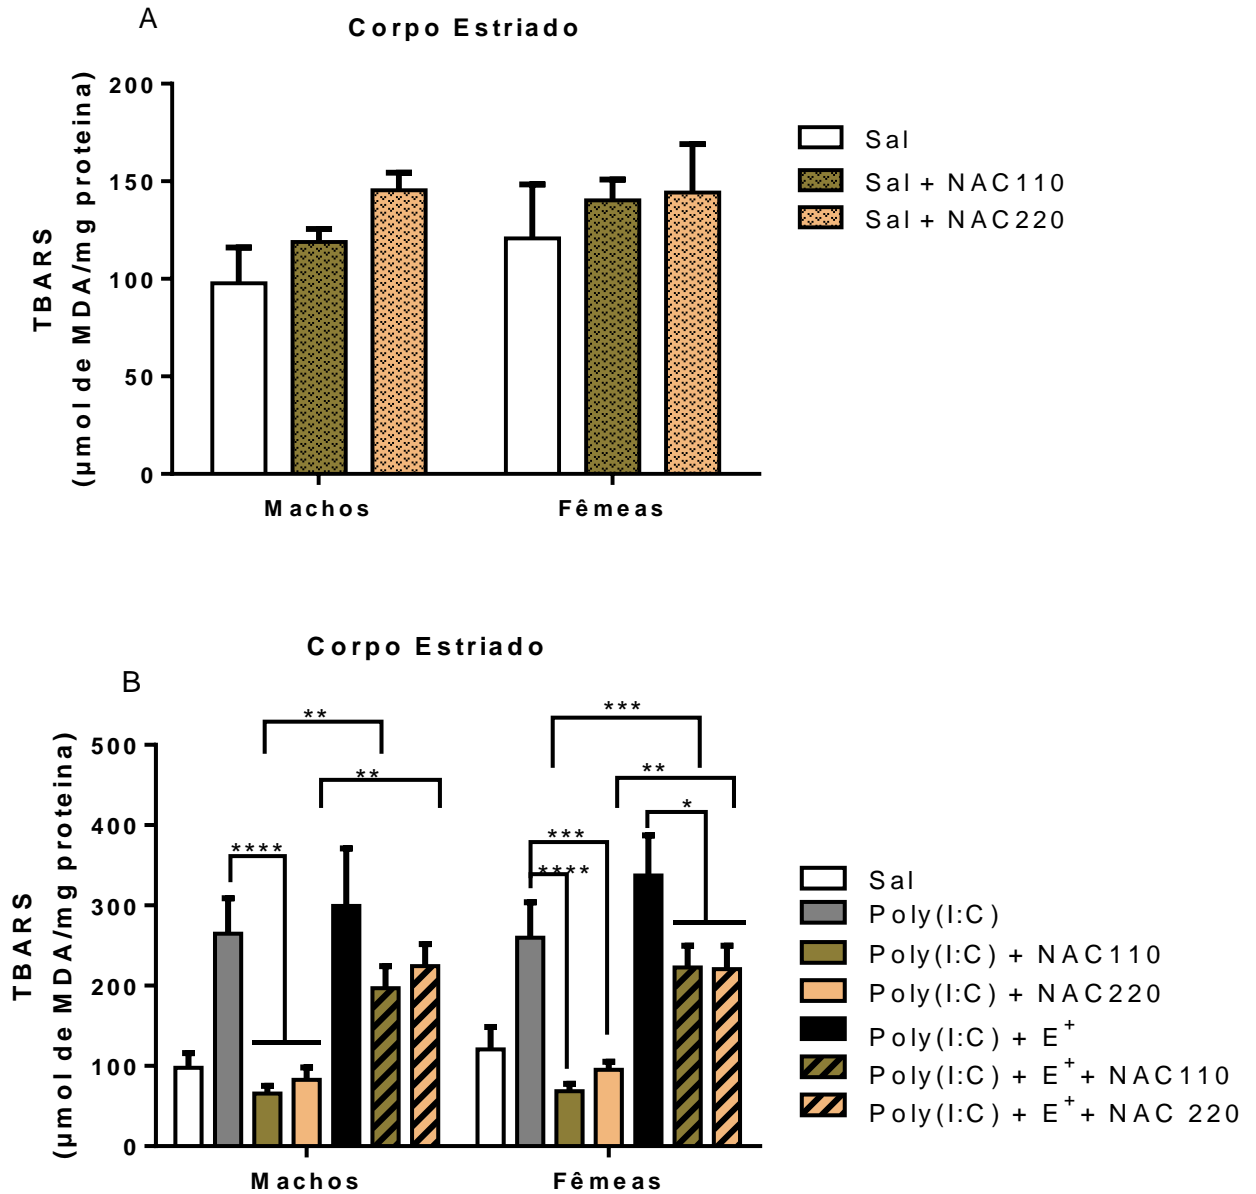 A
Corpo Estriado
TBARS
(µmol de MDA/mg proteina)
200
150
100
50
0
Machos
Fêmeas
Sal
Sal + NAC110
Sal + NAC220
Corpo Estriado
B
TBARS
(µmol de MDA/mg proteina)
500
400
300
200
100
0
**
**
****
***
**
*
***
****
Machos
Fêmeas
Sal
Poly(I:C)
Poly(I:C) + NAC110
Poly(I:C) + NAC220
Poly(I:C) + E+
Poly(I:C) + E+ + NAC110
Poly(I:C) + E+ + NAC 220